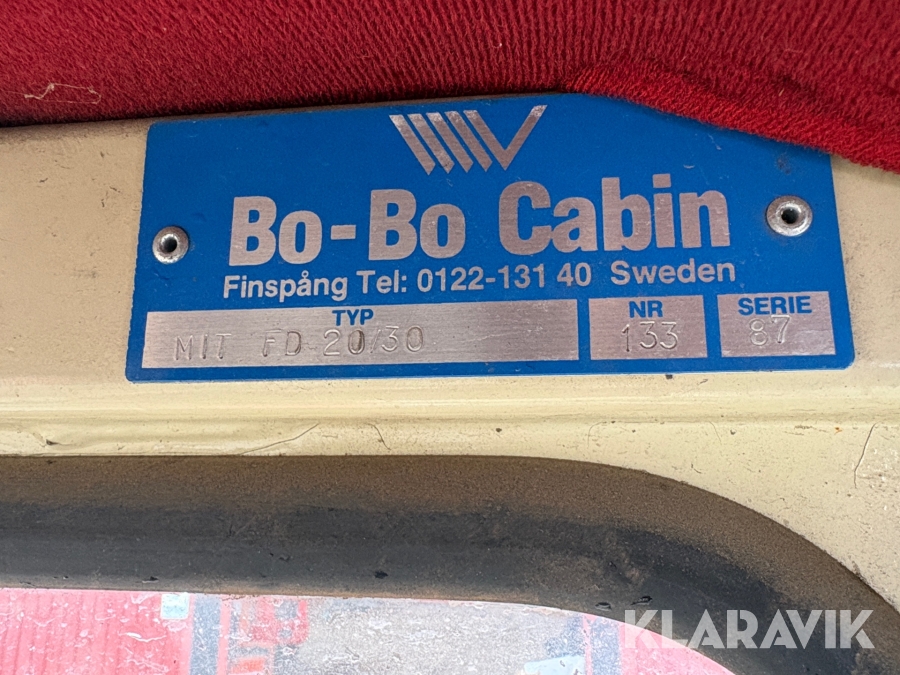 Bo-Bo Cabin
Finspång Tel: 0122-131 40 Sweden
TYP NR SERIE
MIT FD 20/30 133 87
KLARAVIK